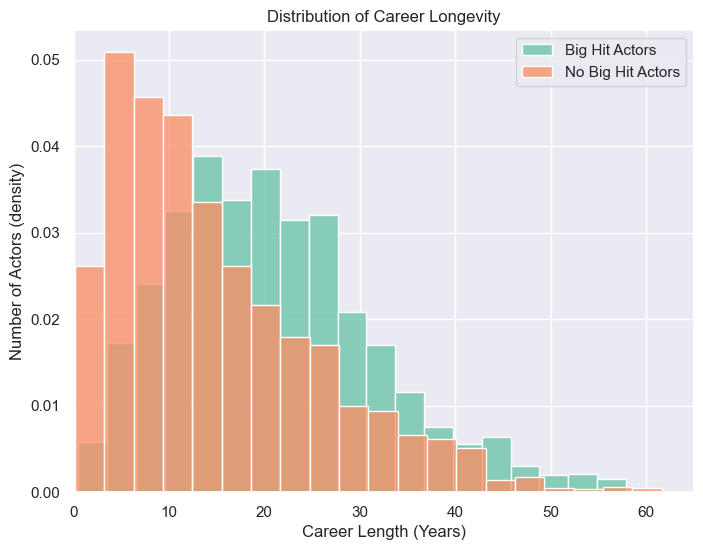 Distribution of Career Longevity
Big Hit Actors
No Big Hit Actors
Number of Actors (density)
0.05
0.04
0.03
0.02
0.01
0.00
0 10 20 30 40 50 60
Career Length (Years)